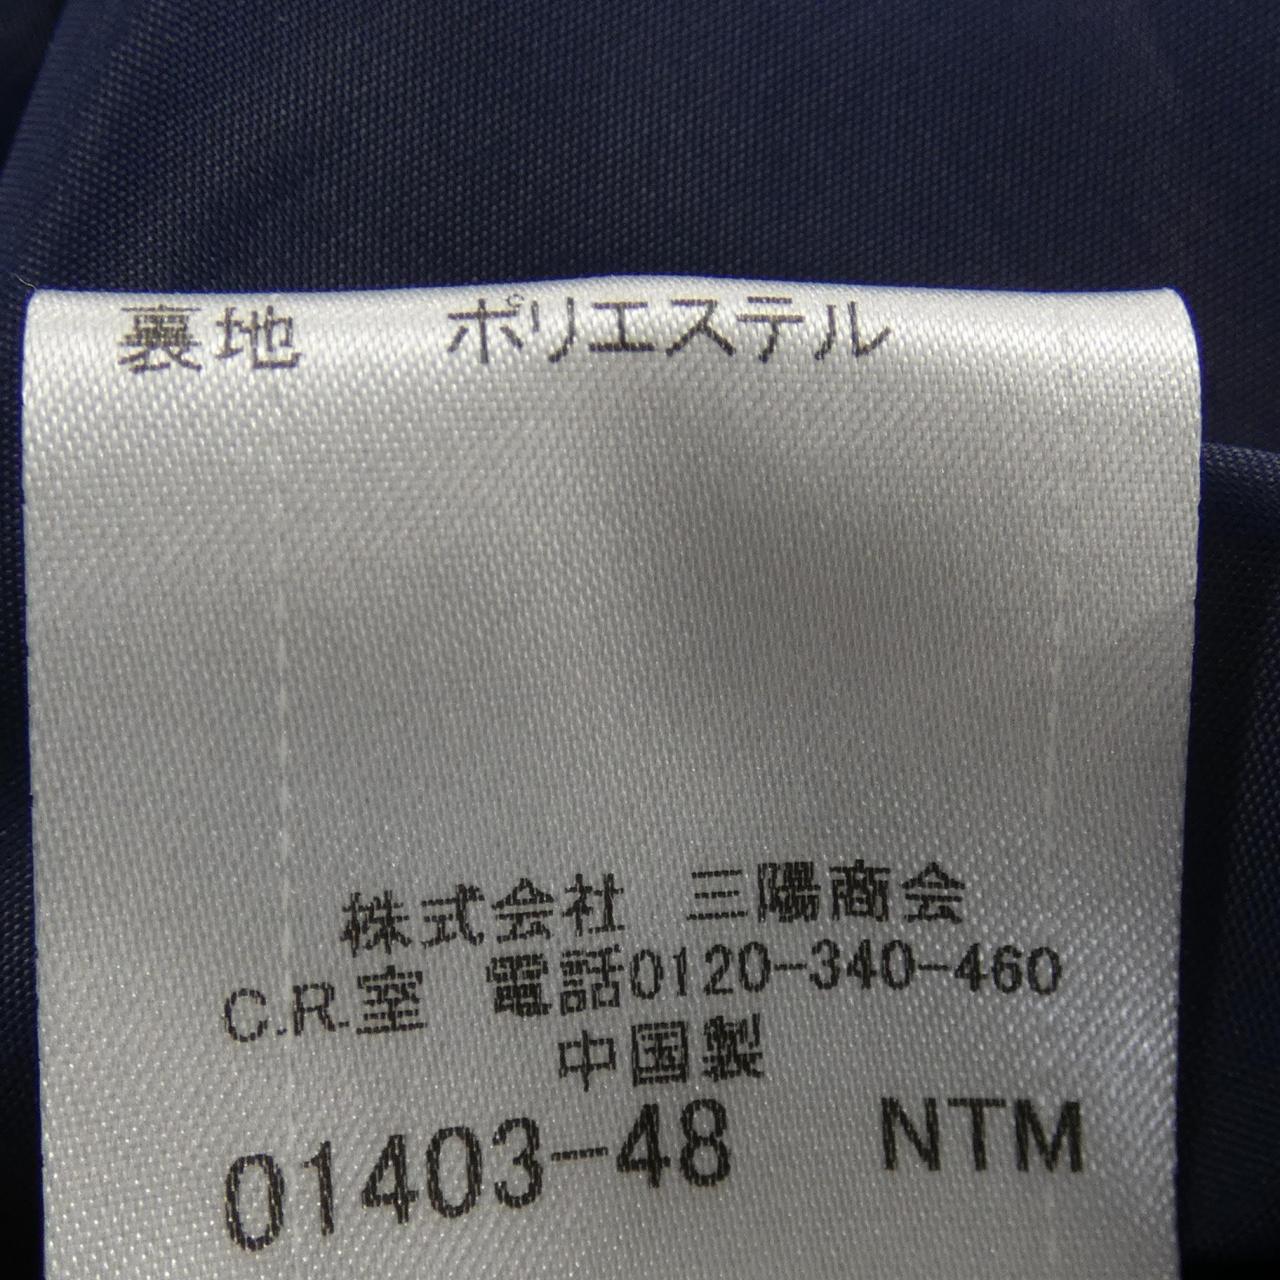 裏地 ポリエステル
株式会社 三陽商会
C.R.室 電話0120-340-460
中国製
01403-48 NTM